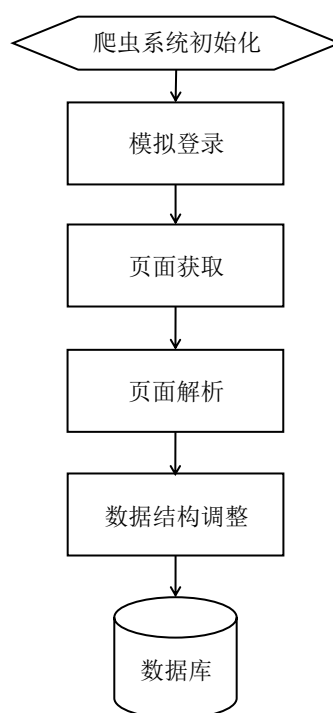 爬虫系统初始化
模拟登录
页面获取
页面解析
数据结构调整
数据库